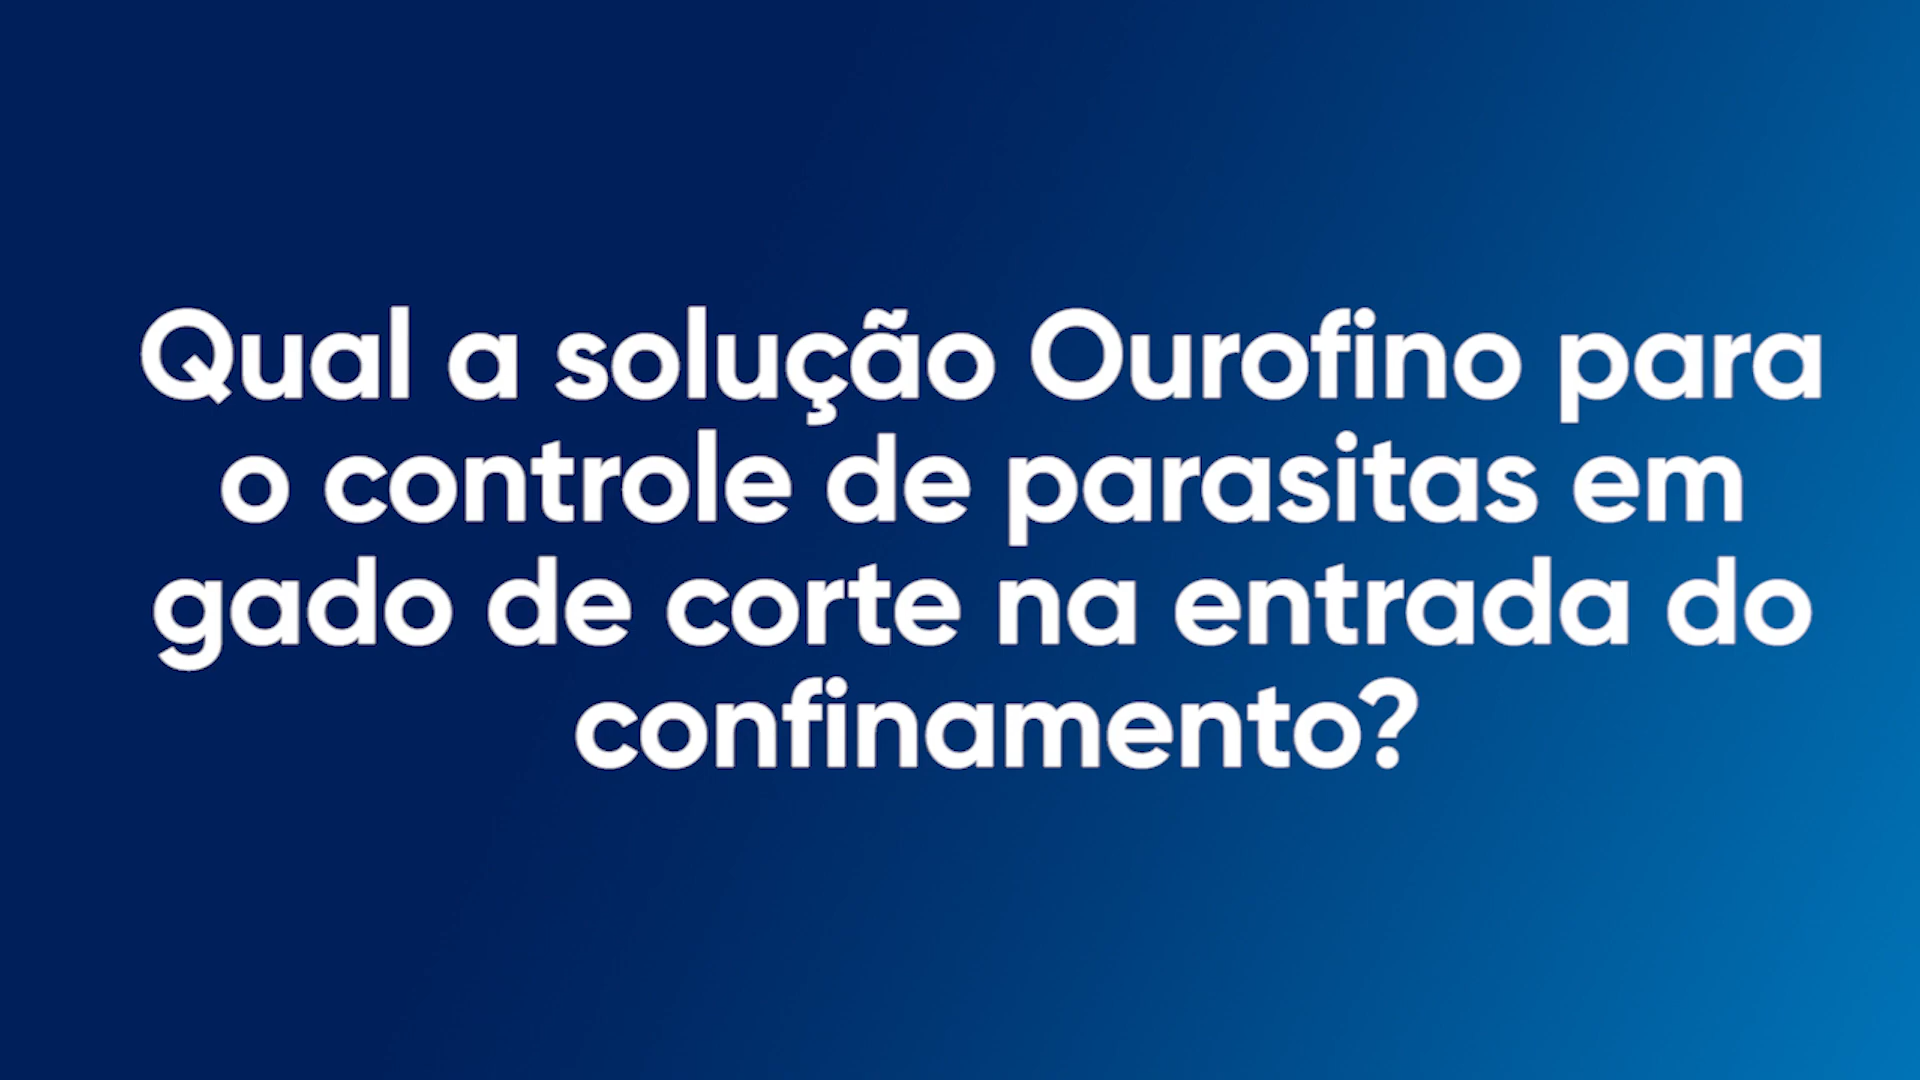 Qual a solução Ourofino para
o controle de parasitas em
gado de corte na entrada do
confinamento?